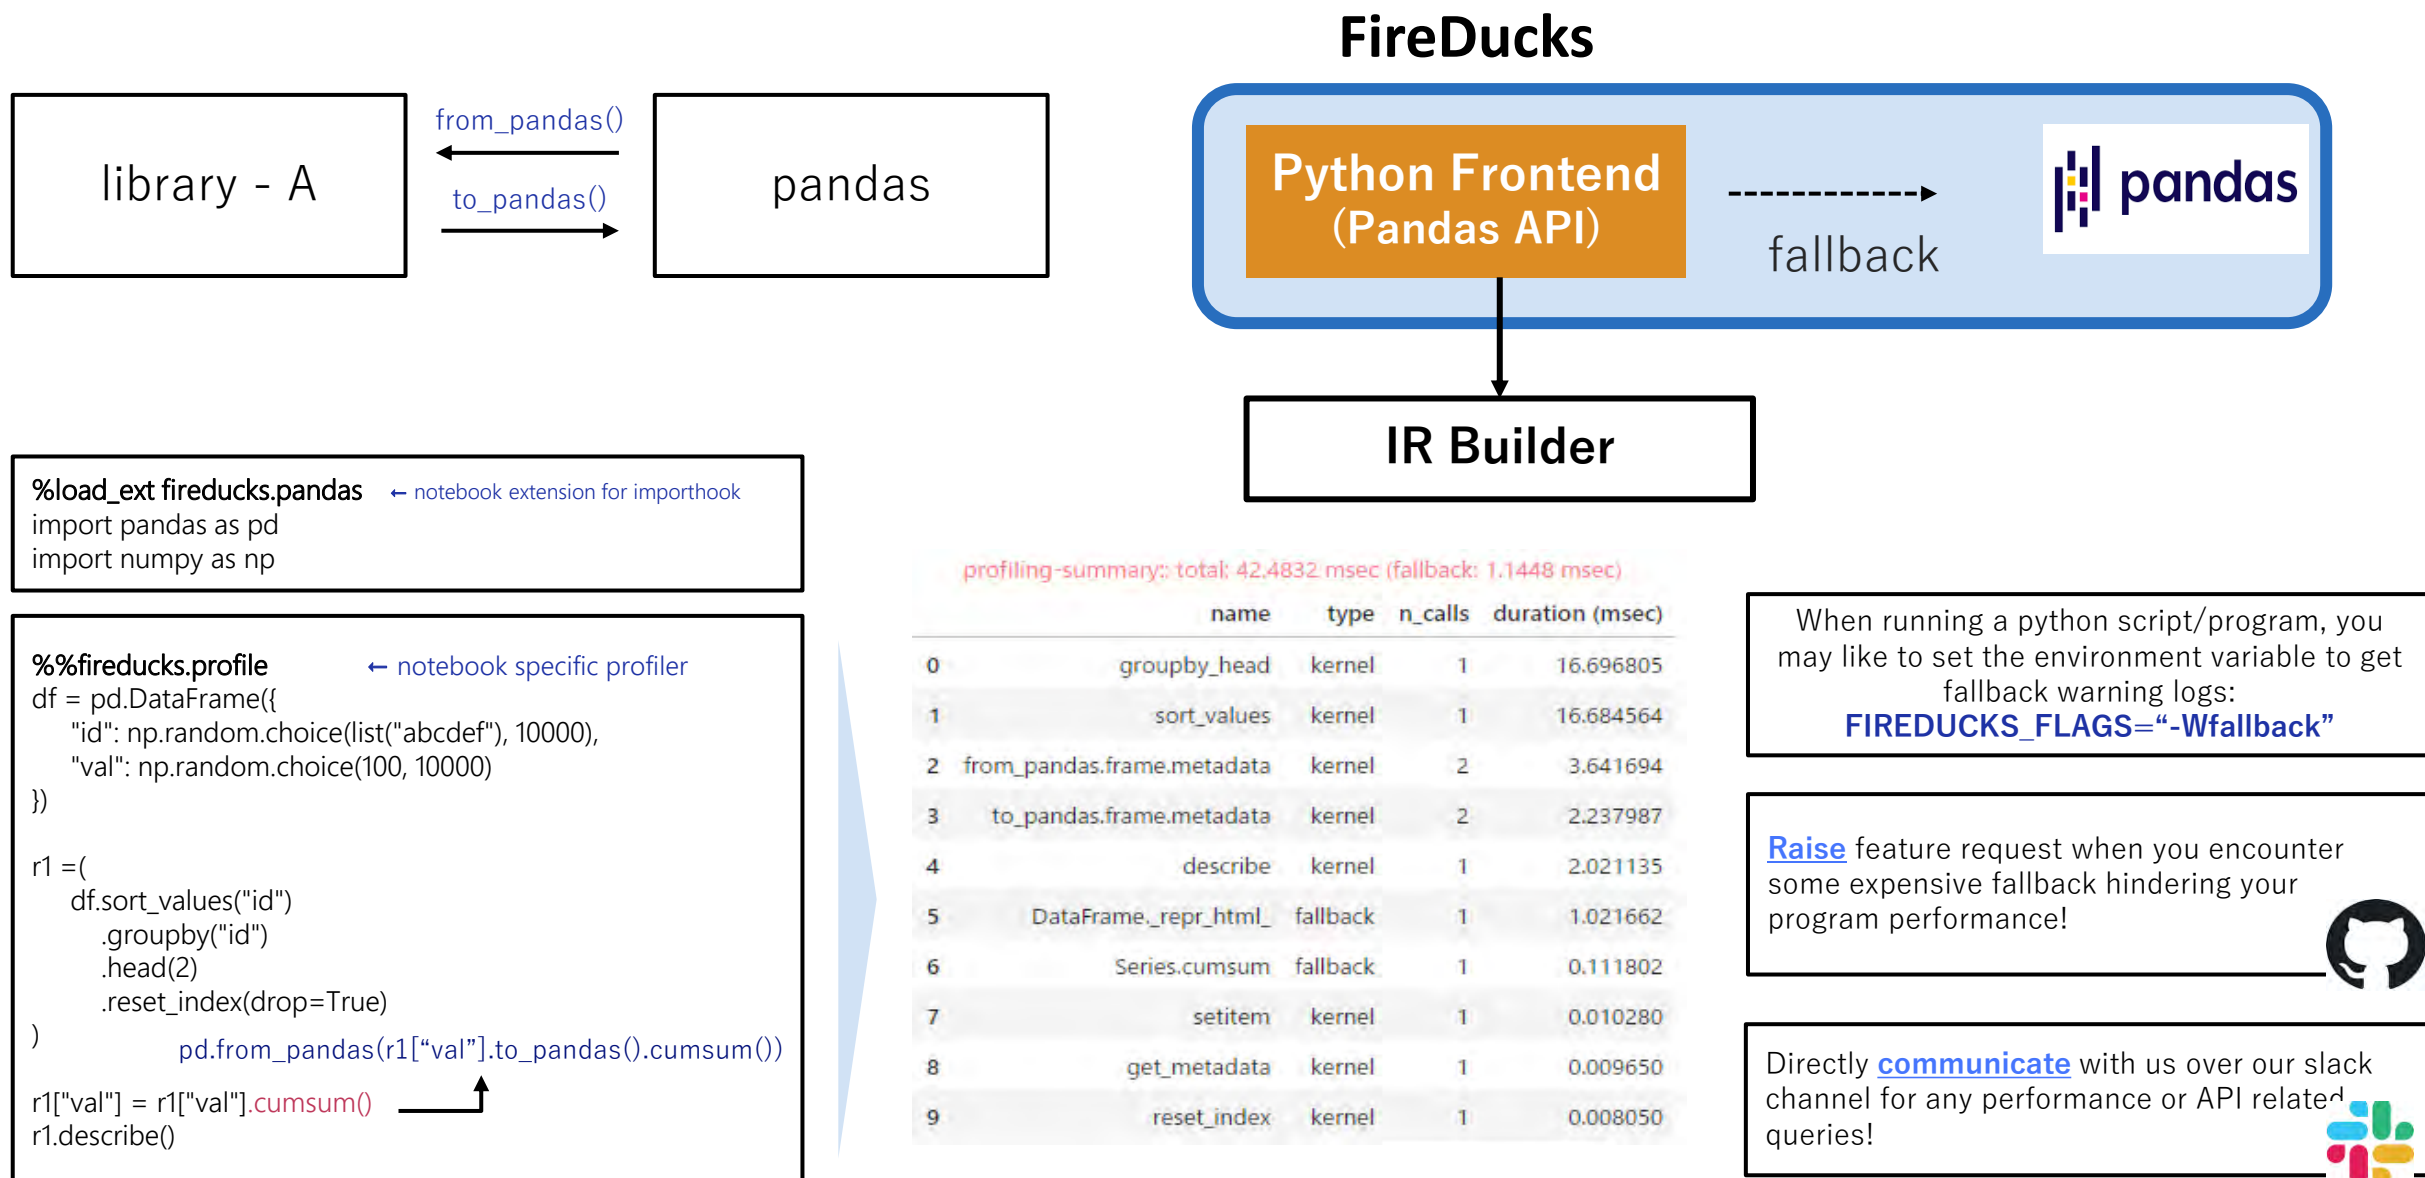 FireDucks
library - A
from_pandas()
to_pandas()
pandas
Python Frontend
(Pandas API)
fallback
pandas
IR Builder
%load_ext fireducks.pandas ← notebook extension for importhook
import pandas as pd
import numpy as np
%%fireducks.profile ← notebook specific profiler
df = pd.DataFrame({
"id": np.random.choice(list("abcdef"), 10000),
"val": np.random.choice(100, 10000)
})
r1 =(
df.sort_values("id")
.groupby("id")
.head(2)
.reset_index(drop=True)
)
pd.from_pandas(r1[“val”].to_pandas().cumsum())
r1["val"] = r1["val"].cumsum()
r1.describe()
profiling-summary:: total: 42.4832 msec (fallback: 1.1448 msec)
name type n_calls duration (msec)
0 groupby_head kernel 1 16.696805
1 sort_values kernel 1 16.684564
2 from_pandas.frame.metadata kernel 2 3.641694
3 to_pandas.frame.metadata kernel 2 2.237987
4 describe kernel 1 2.021135
5 DataFrame._repr_html_ fallback 1 1.021662
6 Series.cumsum fallback 1 0.111802
7 setitem kernel 1 0.010280
8 get_metadata kernel 1 0.009650
9 reset_index kernel 1 0.008050
When running a python script/program, you
may like to set the environment variable to get
fallback warning logs:
FIREDUCKS_FLAGS=“-Wfallback”
Raise feature request when you encounter
some expensive fallback hindering your
program performance!
Directly communicate with us over our slack
channel for any performance or API related
queries!